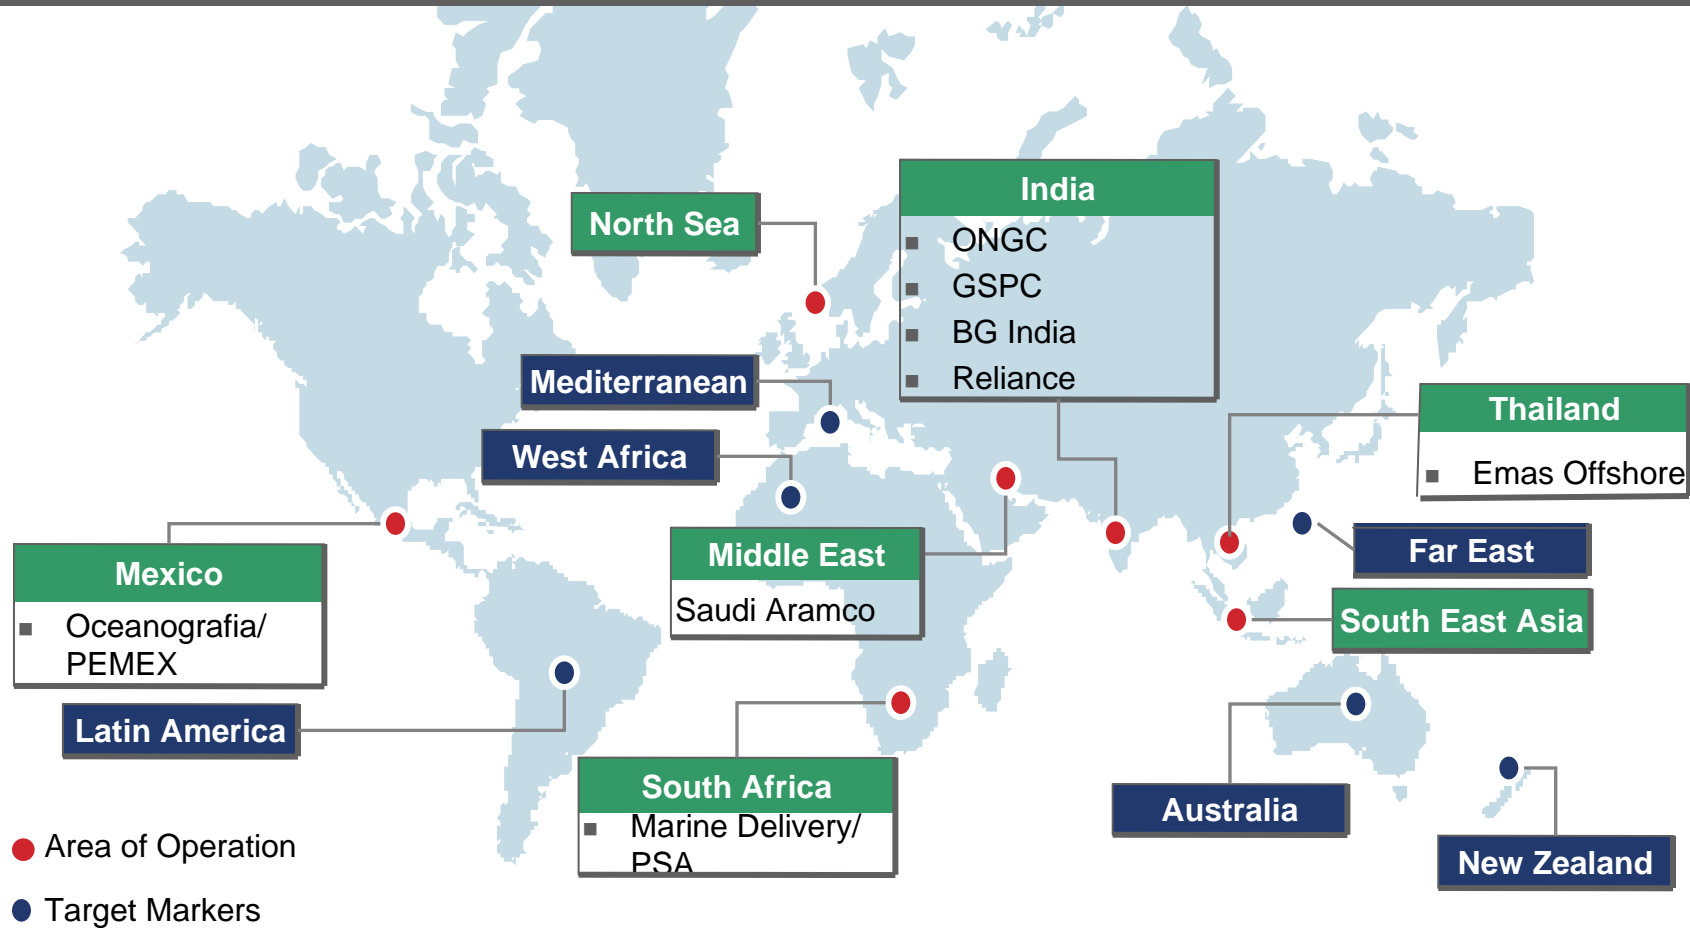 India
North Sea
ONGC
GSPC
BG India
Reliance
Mediterranean
Thailand
Emas Offshore
West Africa
Far East
Middle East
Saudi Aramco
Mexico
Oceanografia/
PEMEX
South East Asia
Latin America
South Africa
Marine Delivery/
PSA
Australia
New Zealand
Area of Operation
Target Markers